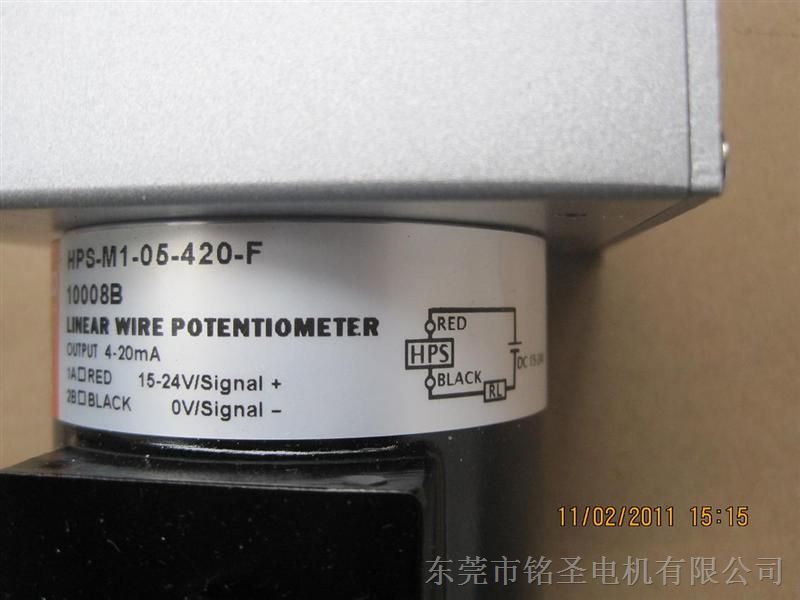 HPS-M1-05-420-F
10008B
LINEAR WIRE POTENTIOMETER
OUTPUT 4-20mA
1A□RED 15-24V/Signal +
2B□BLACK 0V/Signal −
RED
HPS
BLACK
RL
DC 15-24
11/02/2011 15:15
东莞市铭圣电机有限公司